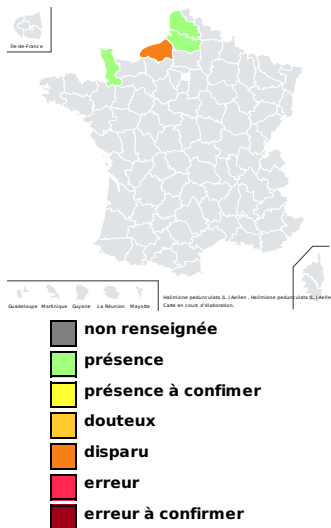 Île-de-France
Guadeloupe Martinique Guyane La Réunion Mayotte
Halimione pedunculata (L.) Aellen , Halimione pedunculata (L.) Aelle
Carte en cours d'élaboration.
non renseignée
présence
présence à confimer
douteux
disparu
erreur
erreur à confirmer